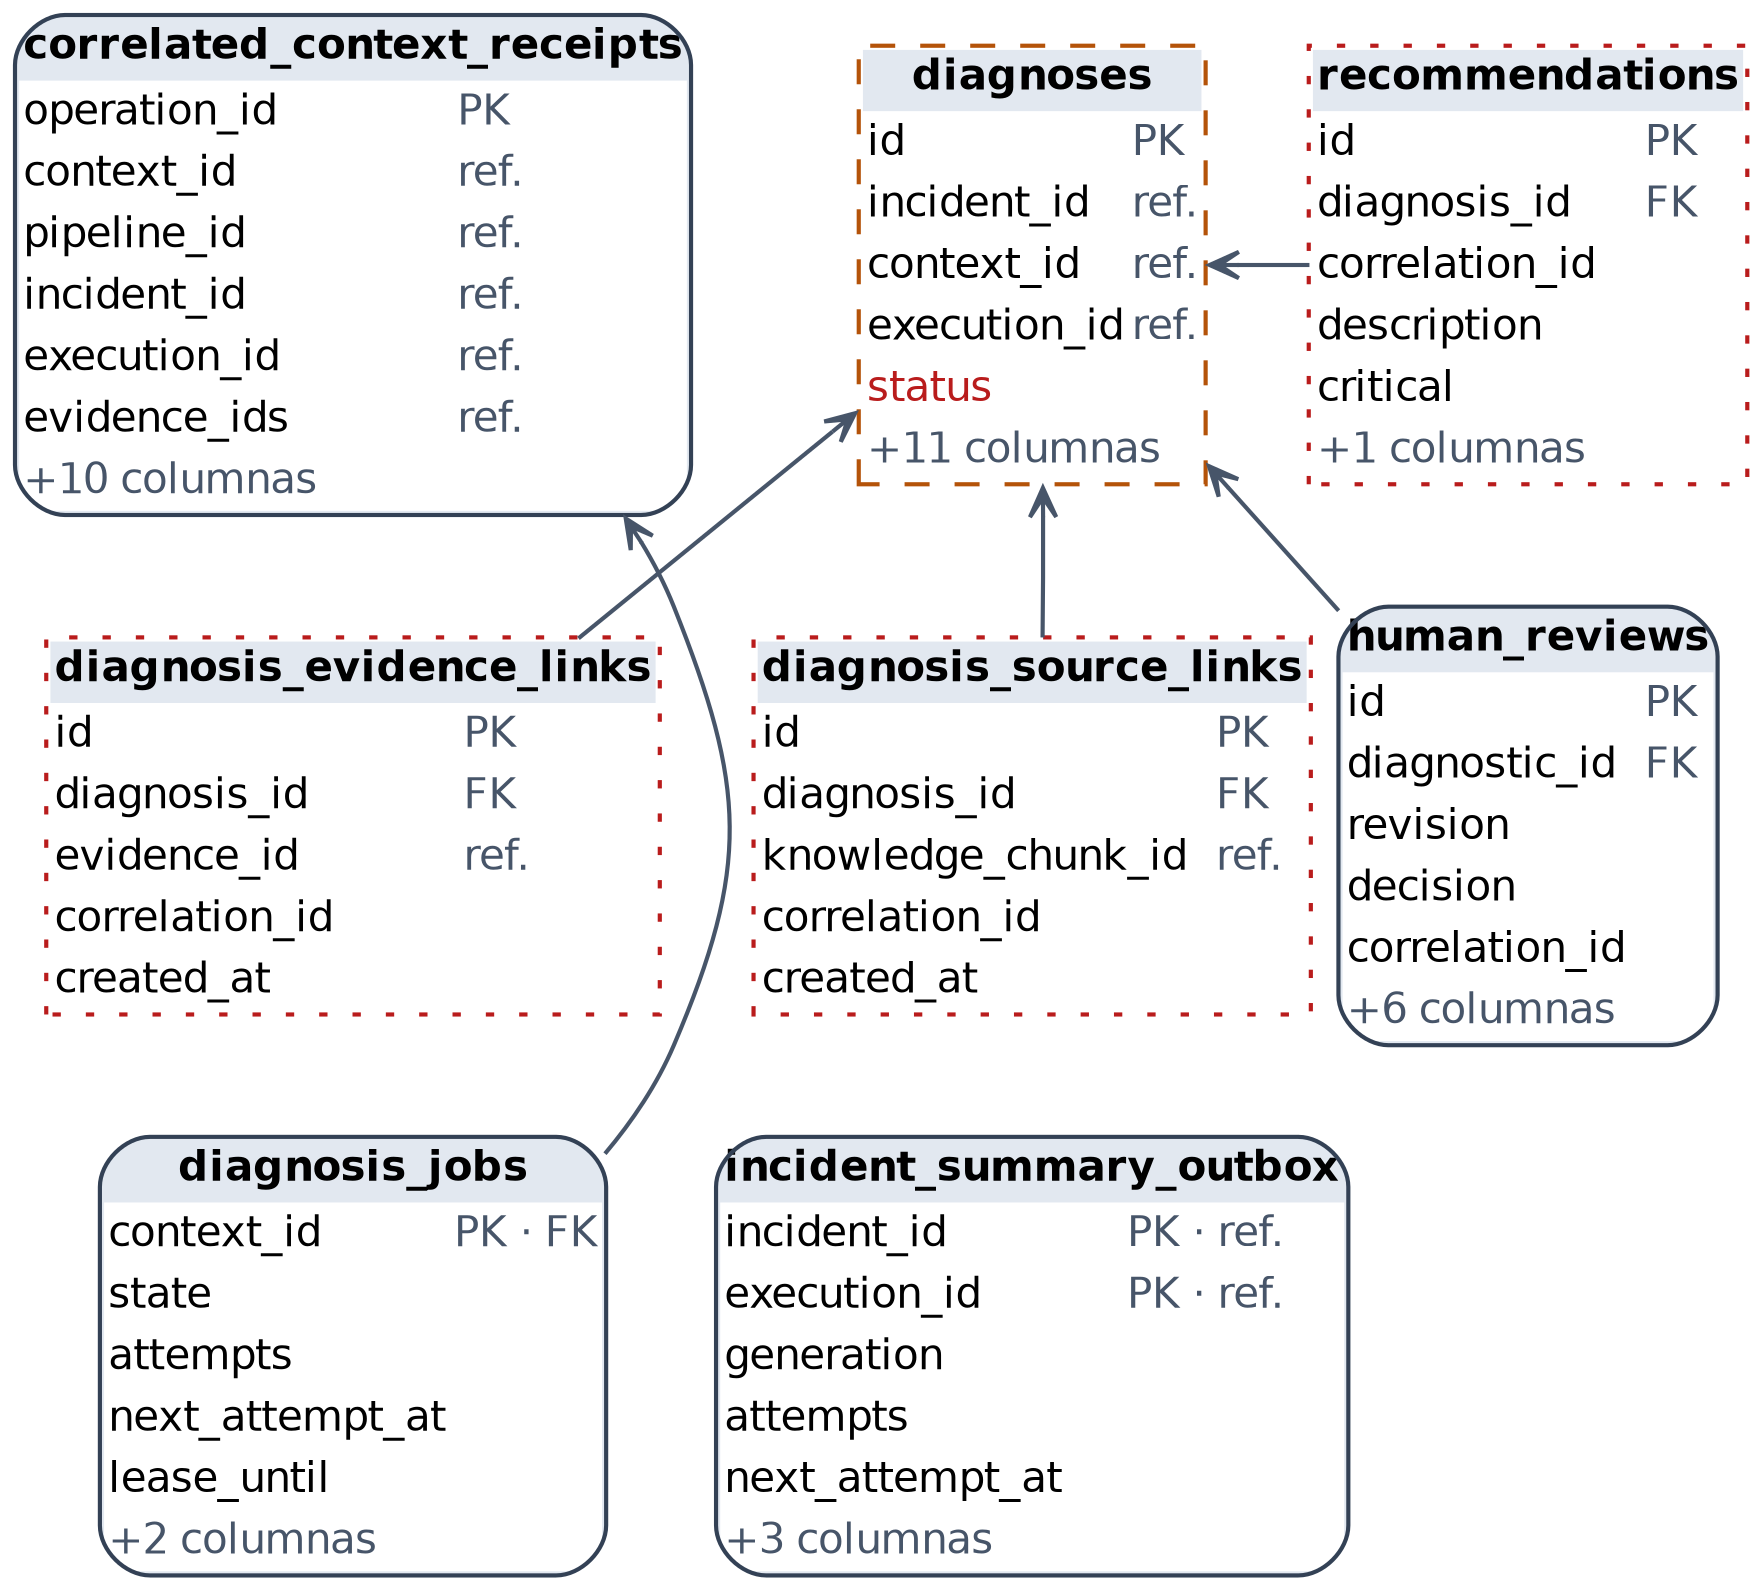 correlated_context_receipts
operation_id PK
context_id ref.
pipeline_id ref.
incident_id ref.
execution_id ref.
evidence_ids ref.
+10 columnas
diagnoses
id PK
incident_id ref.
context_id ref.
execution_id ref.
status
+11 columnas
recommendations
id PK
diagnosis_id FK
correlation_id
description
critical
+1 columnas
diagnosis_evidence_links
id PK
diagnosis_id FK
evidence_id ref.
correlation_id
created_at
diagnosis_source_links
id PK
diagnosis_id FK
knowledge_chunk_id ref.
correlation_id
created_at
human_reviews
id PK
diagnostic_id FK
revision
decision
correlation_id
+6 columnas
diagnosis_jobs
context_id PK · FK
state
attempts
next_attempt_at
lease_until
+2 columnas
incident_summary_outbox
incident_id PK · ref.
execution_id PK · ref.
generation
attempts
next_attempt_at
+3 columnas